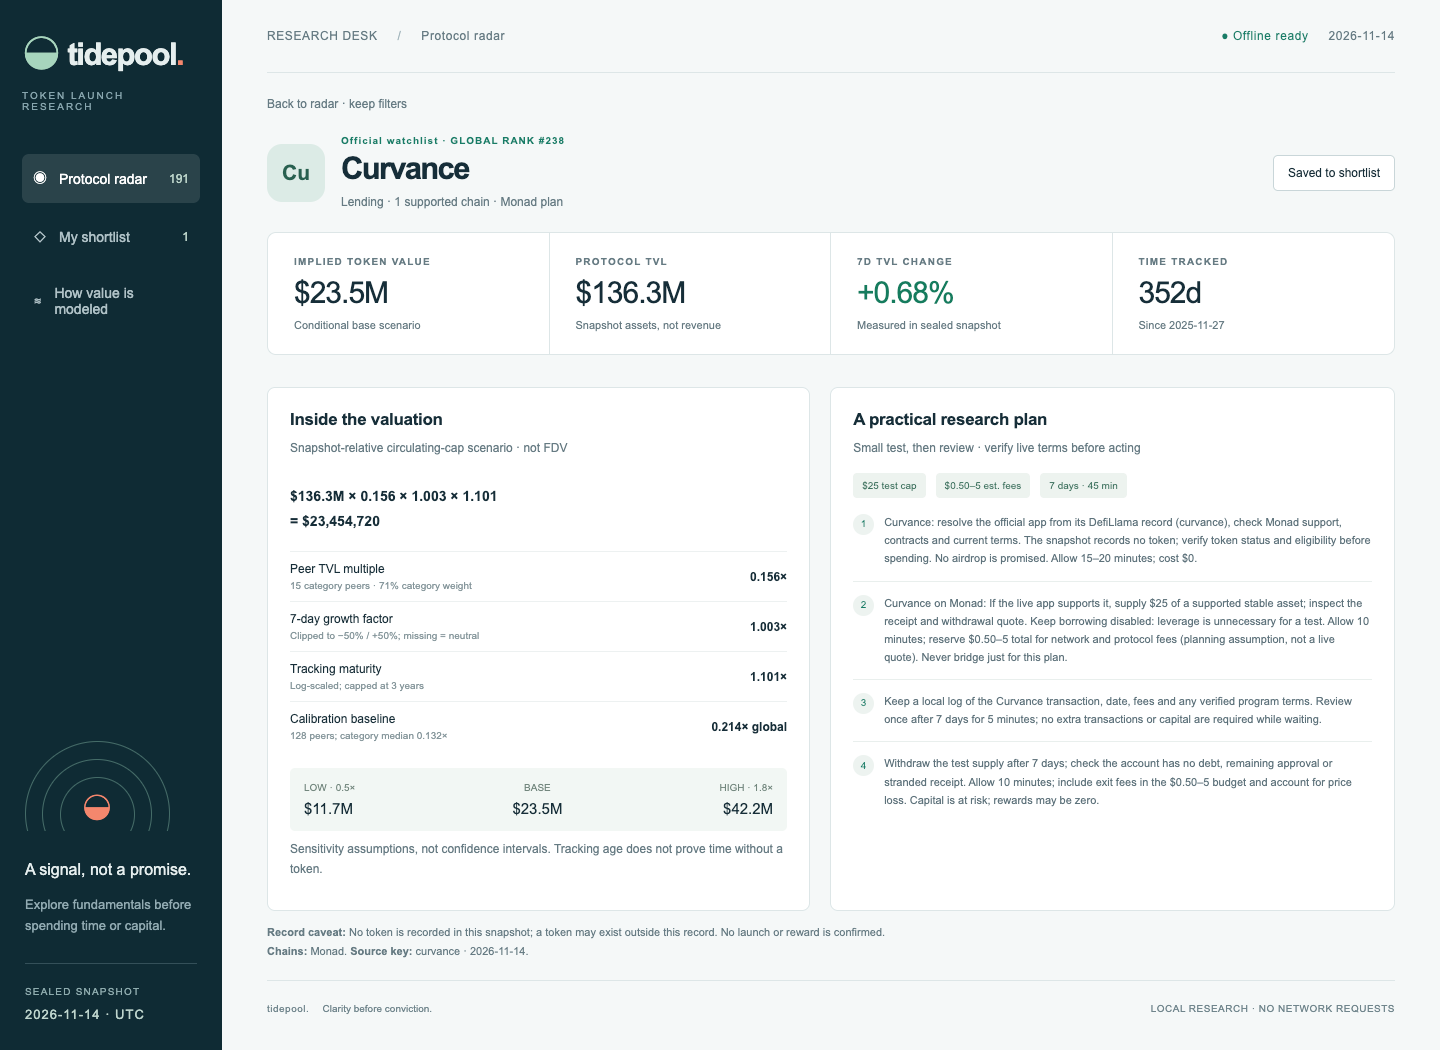 tidepool.
TOKEN LAUNCH
RESEARCH
Protocol radar 191
My shortlist 1
How value is
modeled
A signal, not a promise.
Explore fundamentals before
spending time or capital.
SEALED SNAPSHOT
2026-11-14 · UTC
RESEARCH DESK / Protocol radar
Offline ready 2026-11-14
Back to radar · keep filters
Cu
Official watchlist · GLOBAL RANK #238
Curvance
Lending · 1 supported chain · Monad plan
Saved to shortlist
IMPLIED TOKEN VALUE
$23.5M
Conditional base scenario
PROTOCOL TVL
$136.3M
Snapshot assets, not revenue
7D TVL CHANGE
+0.68%
Measured in sealed snapshot
TIME TRACKED
352d
Since 2025-11-27
Inside the valuation
Snapshot-relative circulating-cap scenario · not FDV
$136.3M × 0.156 × 1.003 × 1.101
= $23,454,720
Peer TVL multiple
15 category peers · 71% category weight
0.156×
7-day growth factor
Clipped to −50% / +50%; missing = neutral
1.003×
Tracking maturity
Log-scaled; capped at 3 years
1.101×
Calibration baseline
128 peers; category median 0.132×
0.214× global
LOW · 0.5×
$11.7M
BASE
$23.5M
HIGH · 1.8×
$42.2M
Sensitivity assumptions, not confidence intervals. Tracking age does not prove time without a
token.
A practical research plan
Small test, then review · verify live terms before acting
$25 test cap
$0.50–5 est. fees
7 days · 45 min
1
Curvance: resolve the official app from its DefiLlama record (curvance), check Monad support,
contracts and current terms. The snapshot records no token; verify token status and eligibility before
spending. No airdrop is promised. Allow 15–20 minutes; cost $0.
2
Curvance on Monad: If the live app supports it, supply $25 of a supported stable asset; inspect the
receipt and withdrawal quote. Keep borrowing disabled: leverage is unnecessary for a test. Allow 10
minutes; reserve $0.50–5 total for network and protocol fees (planning assumption, not a live
quote). Never bridge just for this plan.
3
Keep a local log of the Curvance transaction, date, fees and any verified program terms. Review
once after 7 days for 5 minutes; no extra transactions or capital are required while waiting.
4
Withdraw the test supply after 7 days; check the account has no debt, remaining approval or
stranded receipt. Allow 10 minutes; include exit fees in the $0.50–5 budget and account for price
loss. Capital is at risk; rewards may be zero.
Record caveat: No token is recorded in this snapshot; a token may exist outside this record. No launch or reward is confirmed.
Chains: Monad. Source key: curvance · 2026-11-14.
tidepool. Clarity before conviction.
LOCAL RESEARCH · NO NETWORK REQUESTS